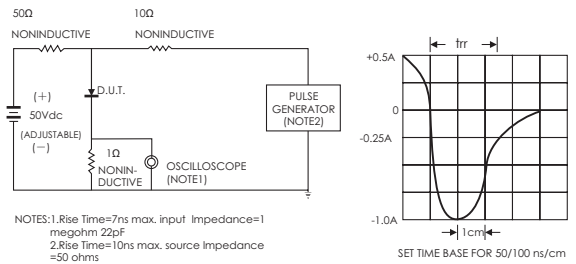 50Ω
NONINDUCTIVE
10Ω
NONINDUCTIVE
(+)
50Vdc
(ADJUSTABLE)
(−)
D.U.T.
1Ω
NONIN-
DUCTIVE
OSCILLOSCOPE
(NOTE1)
PULSE
GENERATOR
(NOTE2)
NOTES:1.Rise Time=7ns max. input Impedance=1
megohm 22pF
2.Rise Time=10ns max. source Impedance
=50 ohms
trr
+0.5A
0
-0.25A
-1.0A
1cm
SET TIME BASE FOR 50/100 ns/cm